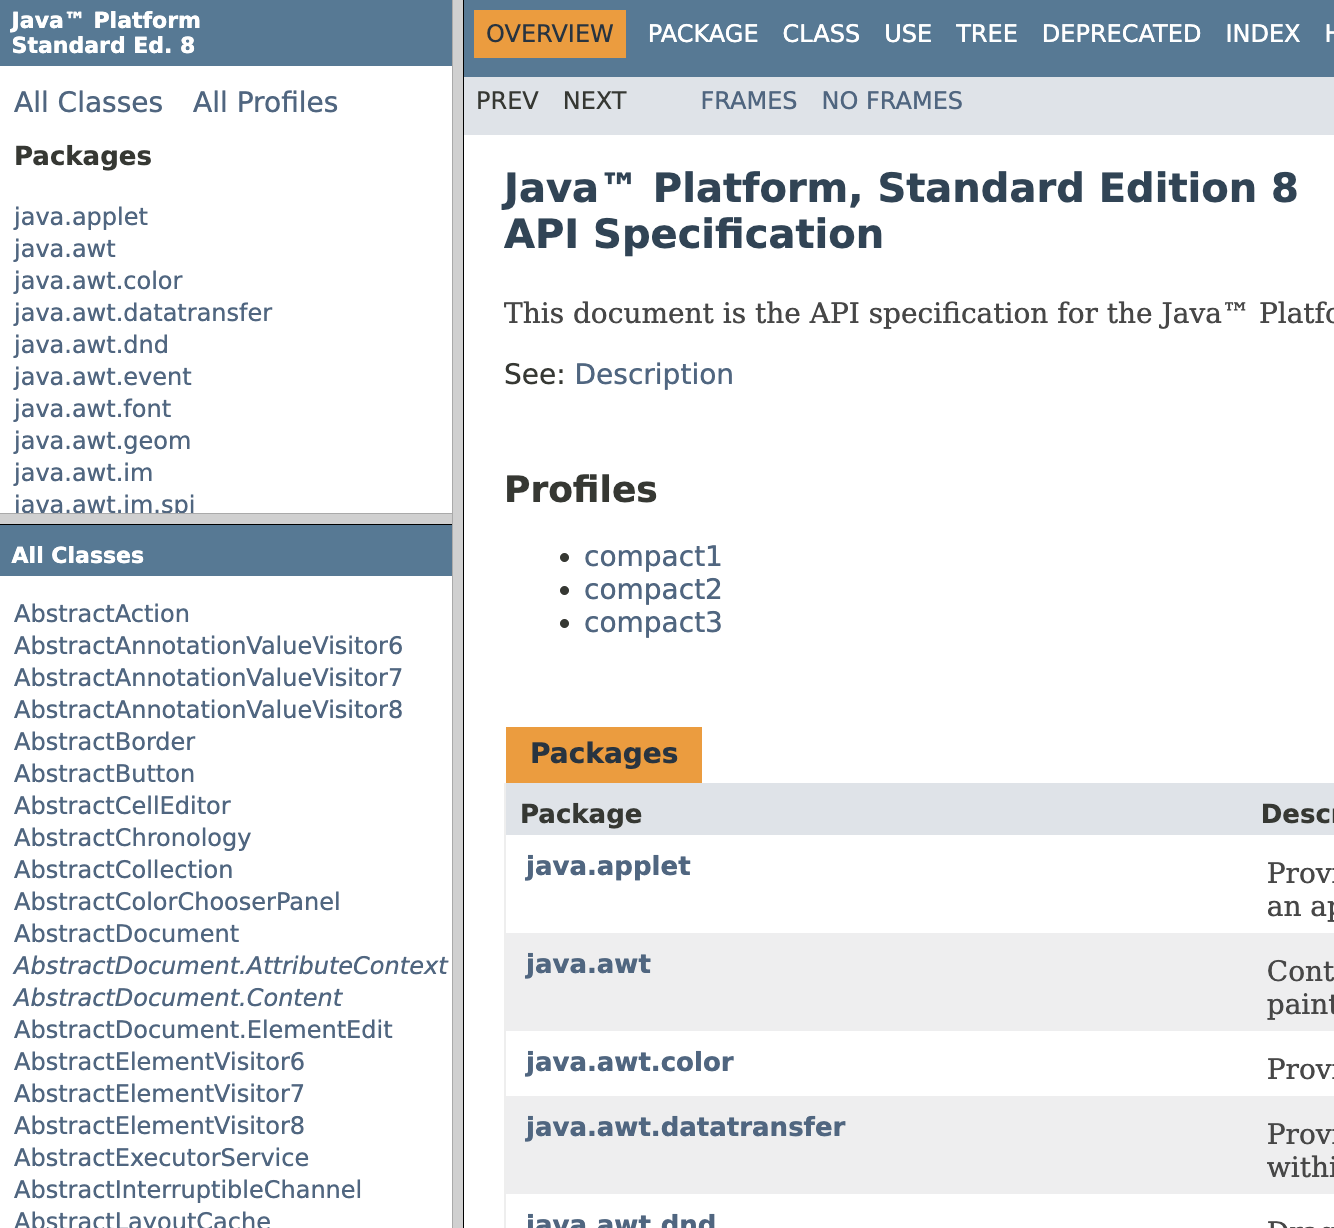 Java™ Platform
Standard Ed. 8
All Classes All Profiles
Packages
java.applet
java.awt
java.awt.color
java.awt.datatransfer
java.awt.dnd
java.awt.event
java.awt.font
java.awt.geom
java.awt.im
java.awt.im.spi
All Classes
AbstractAction
AbstractAnnotationValueVisitor6
AbstractAnnotationValueVisitor7
AbstractAnnotationValueVisitor8
AbstractBorder
AbstractButton
AbstractCellEditor
AbstractChronology
AbstractCollection
AbstractColorChooserPanel
AbstractDocument
AbstractDocument.AttributeContext
AbstractDocument.Content
AbstractDocument.ElementEdit
AbstractElementVisitor6
AbstractElementVisitor7
AbstractElementVisitor8
AbstractExecutorService
AbstractInterruptibleChannel
AbstractLayoutCache
OVERVIEW PACKAGE CLASS USE TREE DEPRECATED INDEX
PREV NEXT FRAMES NO FRAMES
Java™ Platform, Standard Edition 8
API Specification
This document is the API specification for the Java™ Platfo
See: Description
Profiles
• compact1
• compact2
• compact3
Packages
Package Descr
java.applet Provi
an ap
java.awt Cont
paint
java.awt.color Provi
java.awt.datatransfer Provi
withi
java.awt.dnd